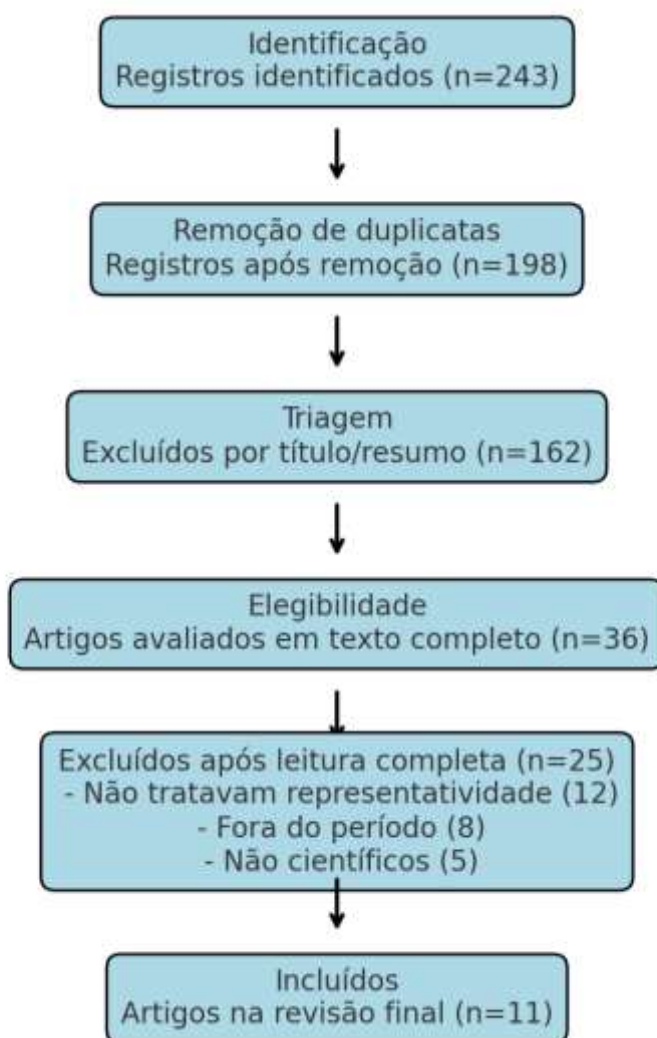 Identificação
Registros identificados (n=243)
Remoção de duplicatas
Registros após remoção (n=198)
Triagem
Excluídos por título/resumo (n=162)
Elegibilidade
Artigos avaliados em texto completo (n=36)
Excluídos após leitura completa (n=25)
- Não tratavam representatividade (12)
- Fora do período (8)
- Não científicos (5)
Incluídos
Artigos na revisão final (n=11)